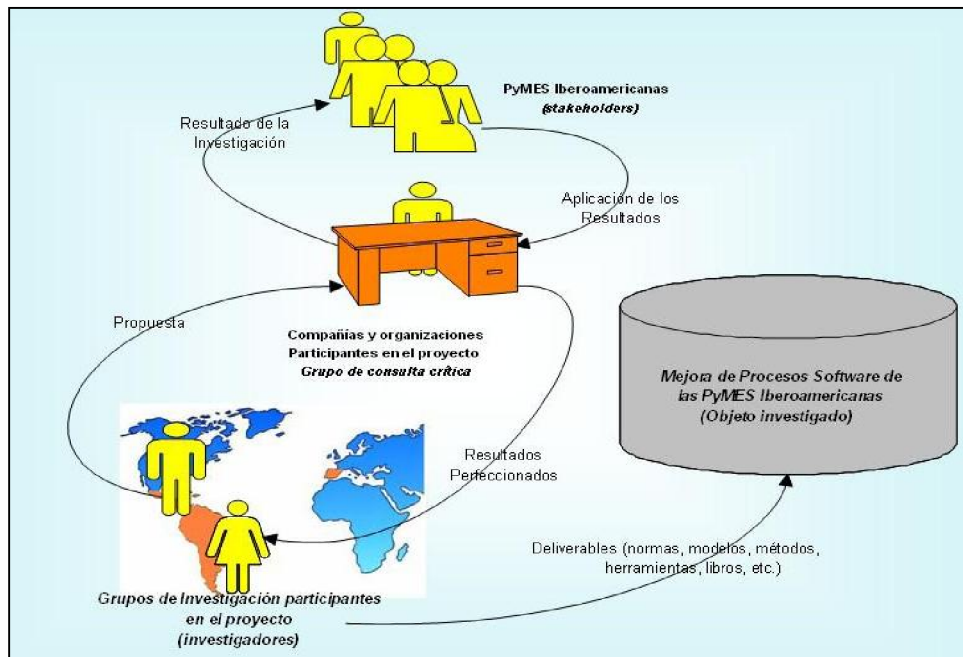 PyMES Iberoamericanas
(stakeholders)
Resultado de la
Investigación
Aplicación de los
Resultados
Propuesta
Compañías y organizaciones
Participantes en el proyecto
Grupo de consulta crítica
Mejora de Procesos Software de
las PyMES Iberoamericanas
(Objeto investigado)
Resultados
Perfeccionados
Deliverables (normas, modelos, métodos,
herramientas, libros, etc.)
Grupos de Investigación participantes
en el proyecto
(investigadores)